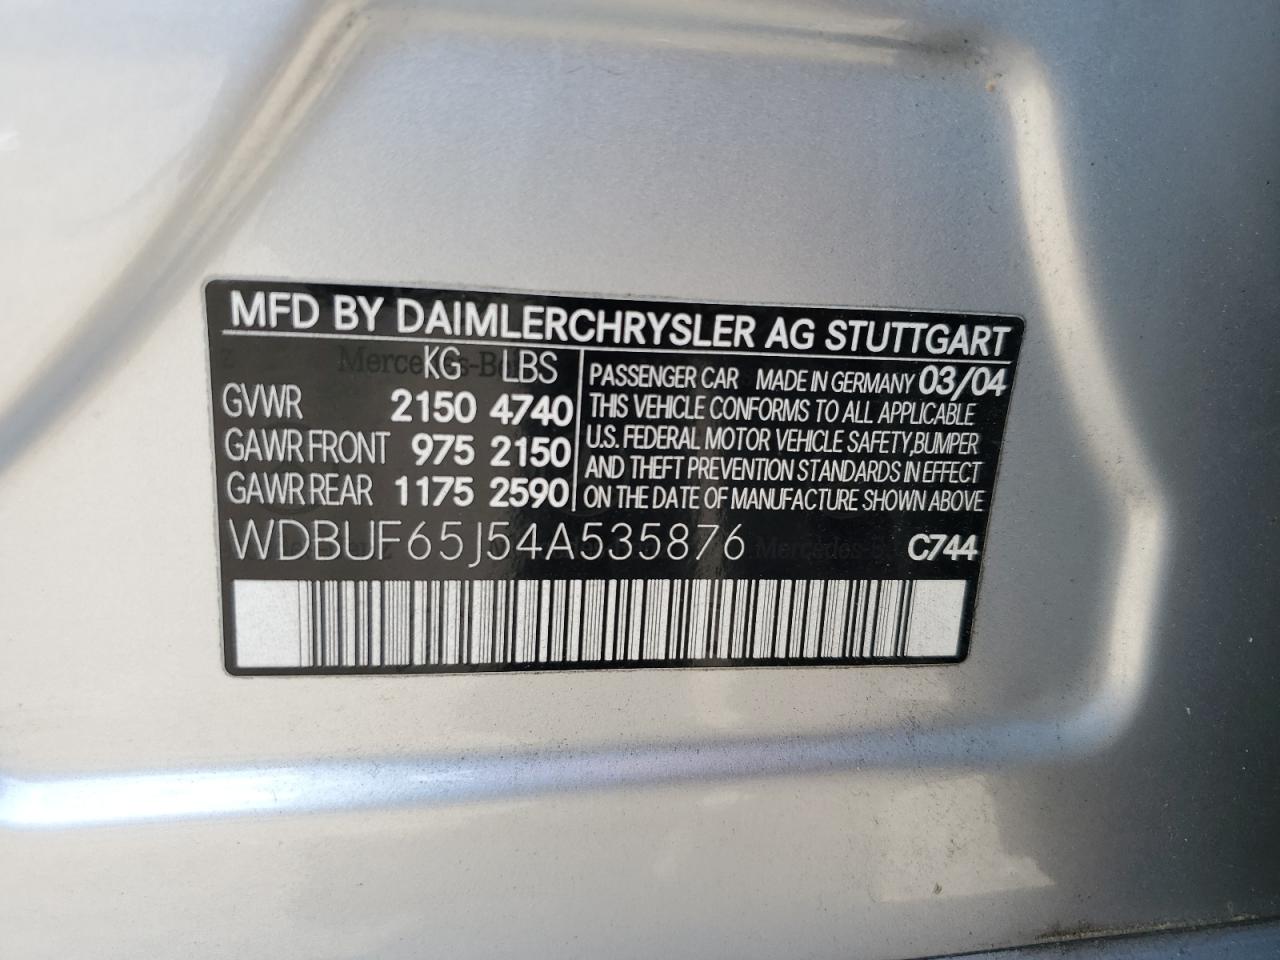 MFD BY DAIMLERCHRYSLER AG STUTTGART
KG LBS
GVWR 2150 4740
GAWR FRONT 975 2150
GAWR REAR 1175 2590
PASSENGER CAR MADE IN GERMANY 03/04
THIS VEHICLE CONFORMS TO ALL APPLICABLE
U.S. FEDERAL MOTOR VEHICLE SAFETY,BUMPER
AND THEFT PREVENTION STANDARDS IN EFFECT
ON THE DATE OF MANUFACTURE SHOWN ABOVE
WDBUF65J54A535876 C744